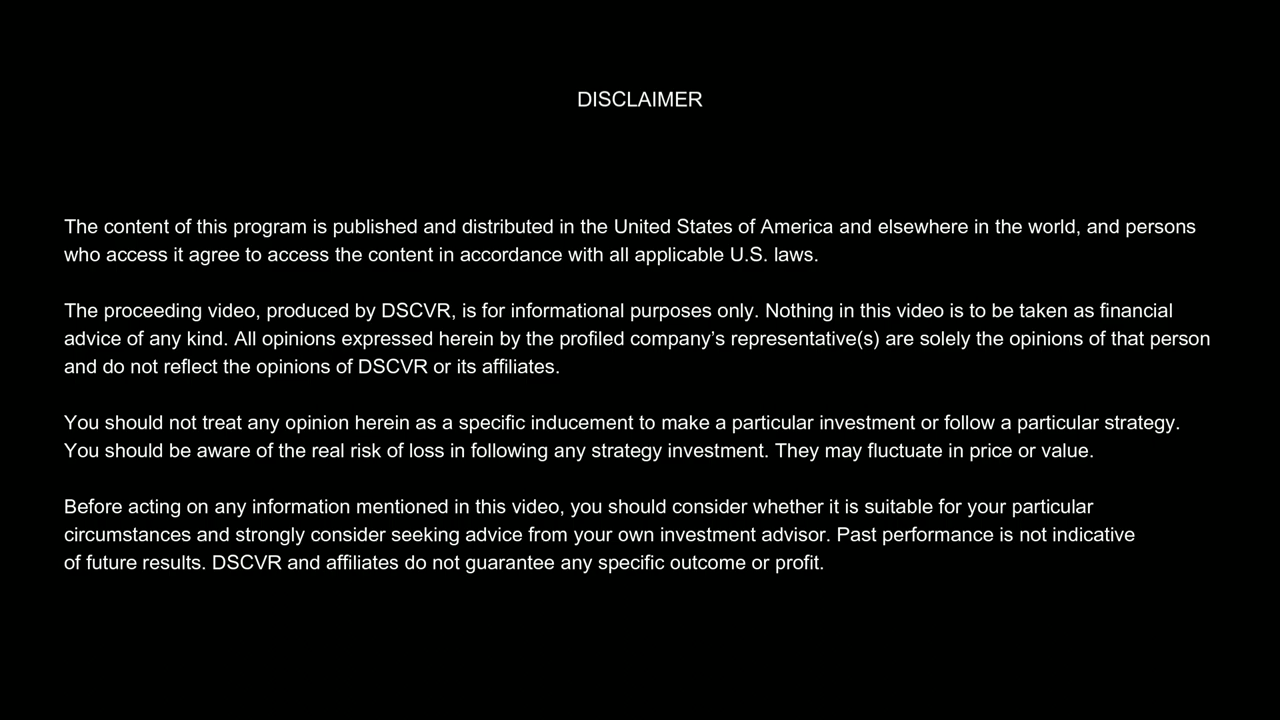 DISCLAIMER
The content of this program is published and distributed in the United States of America and elsewhere in the world, and persons
who access it agree to access the content in accordance with all applicable U.S. laws.
The proceeding video, produced by DSCVR, is for informational purposes only. Nothing in this video is to be taken as financial
advice of any kind. All opinions expressed herein by the profiled company’s representative(s) are solely the opinions of that person
and do not reflect the opinions of DSCVR or its affiliates.
You should not treat any opinion herein as a specific inducement to make a particular investment or follow a particular strategy.
You should be aware of the real risk of loss in following any strategy investment. They may fluctuate in price or value.
Before acting on any information mentioned in this video, you should consider whether it is suitable for your particular
circumstances and strongly consider seeking advice from your own investment advisor. Past performance is not indicative
of future results. DSCVR and affiliates do not guarantee any specific outcome or profit.